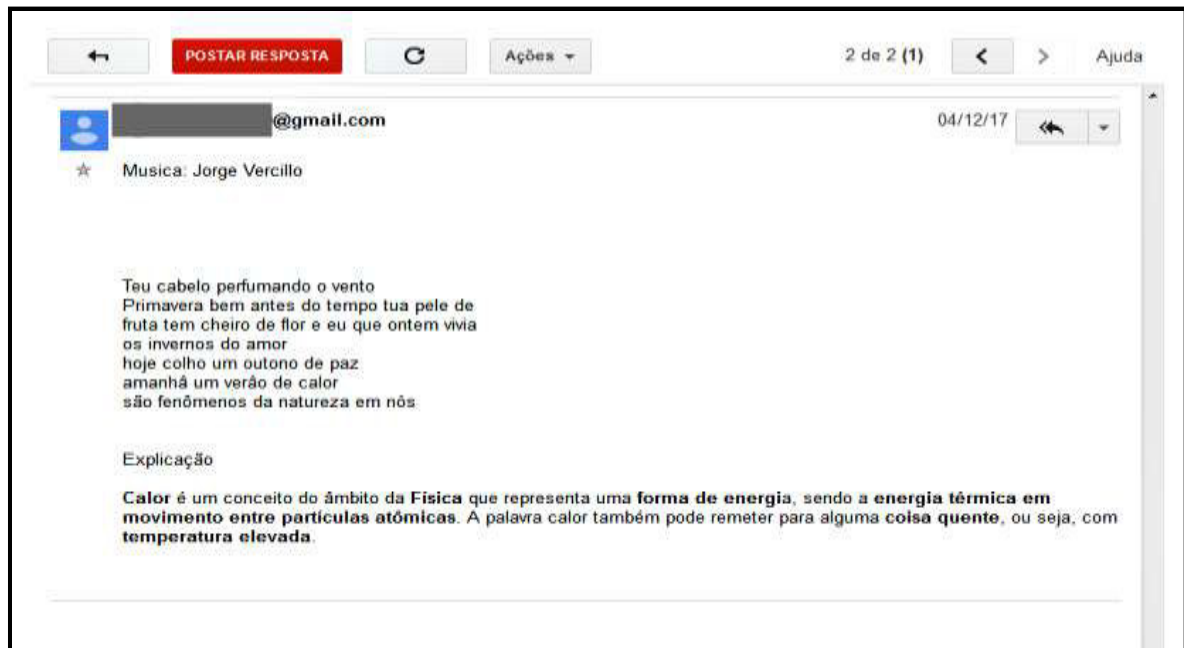 POSTAR RESPOSTA
Ações
2 de 2 (1)
Ajuda
@gmail.com
04/12/17
Musica: Jorge Vercillo
Teu cabelo perfumando o vento
Primavera bem antes do tempo tua pele de
fruta tem cheiro de flor e eu que ontem vivia
os invernos do amor
hoje colho um outono de paz
amanhâ um verâo de calor
são fenômenos da natureza em nós
Explicação
Calor é um conceito do âmbito da Física que representa uma forma de energia, sendo a energia térmica em
movimento entre partículas atômicas. A palavra calor também pode remeter para alguma coisa quente, ou seja, com
temperatura elevada.